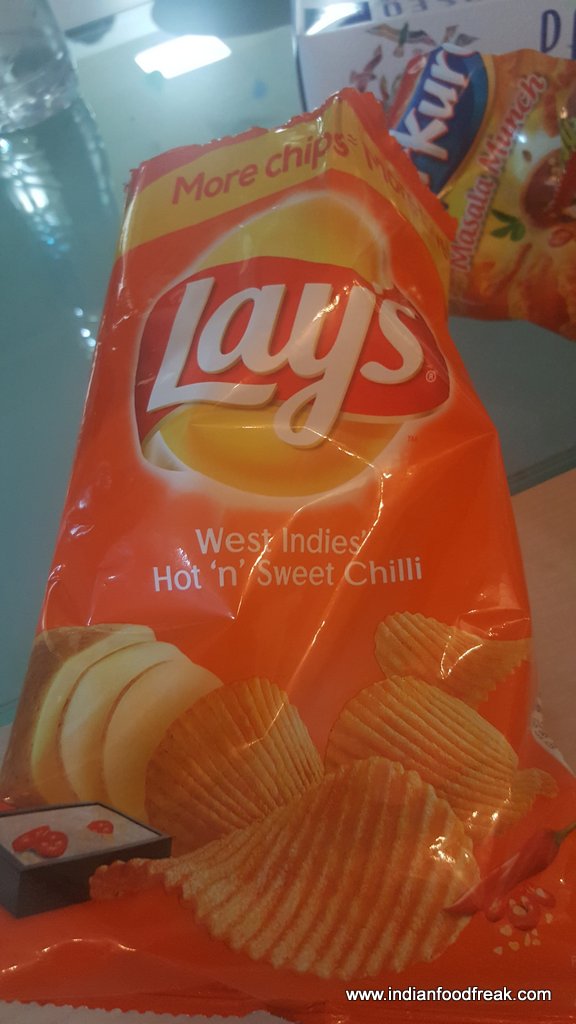 More chips
Lay's
West Indies'
Hot 'n' Sweet Chilli
Masala Munch
www.indianfoodfreak.com